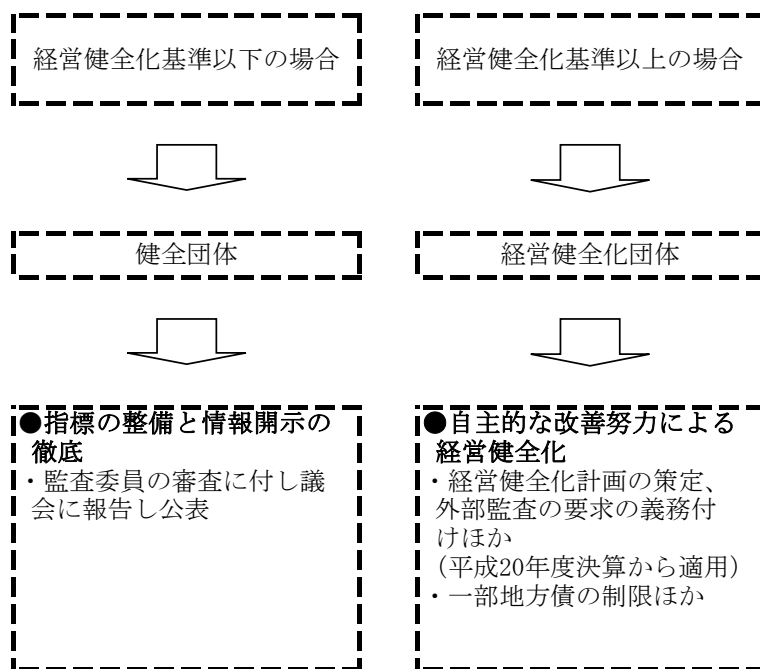 経営健全化基準以下の場合
経営健全化基準以上の場合
健全団体
経営健全化団体
●指標の整備と情報開示の
徹底
・監査委員の審査に付し議
会に報告し公表
●自主的な改善努力による
経営健全化
・経営健全化計画の策定、
外部監査の要求の義務付
けほか
(平成20年度決算から適用)
・一部地方債の制限ほか